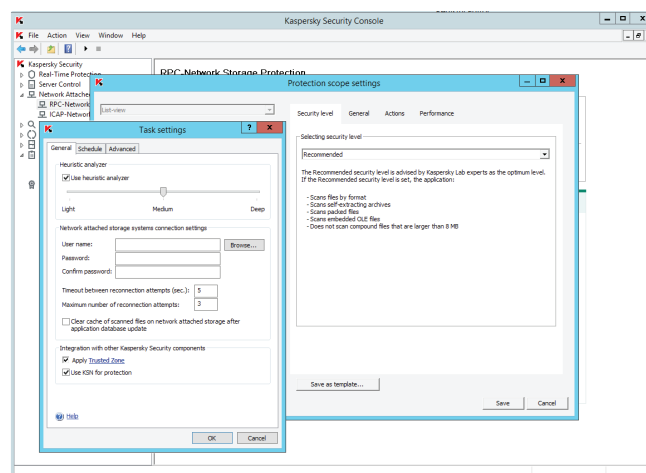 Kaspersky Security Console
File Action View Window Help
Kaspersky Security
Real-Time Protection
Server Control
Network Attache
RPC-Network
ICAP-Network
RPC-Network Storage Protection
Protection scope settings
List-view
Security level General Actions Performance
Selecting security level
Recommended
The Recommended security level is advised by Kaspersky Lab experts as the optimum level.
If the Recommended security level is set, the application:
- Scans files by format
- Scans self-extracting archives
- Scans packed files
- Scans embedded OLE files
- Does not scan compound files that are larger than 8 MB
Save as template...
Save Cancel
Task settings
General Schedule Advanced
Heuristic analyzer
Use heuristic analyzer
Light Medium Deep
Network attached storage systems connection settings
User name: Browse...
Password:
Confirm password:
Timeout between reconnection attempts (sec.): 5
Maximum number of reconnection attempts: 3
Clear cache of scanned files on network attached storage after
application database update
Integration with other Kaspersky Security components
Apply Trusted Zone
Use KSN for protection
Help
OK Cancel